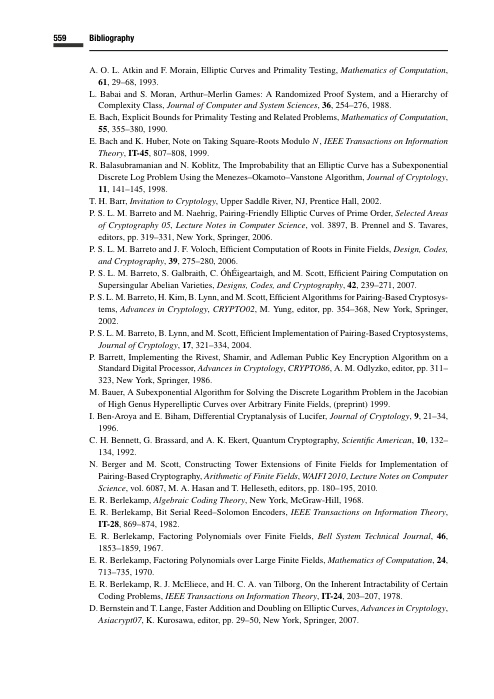 559 Bibliography
A. O. L. Atkin and F. Morain, Elliptic Curves and Primality Testing, Mathematics of Computation,
61, 29–68, 1993.
L. Babai and S. Moran, Arthur–Merlin Games: A Randomized Proof System, and a Hierarchy of
Complexity Class, Journal of Computer and System Sciences, 36, 254–276, 1988.
E. Bach, Explicit Bounds for Primality Testing and Related Problems, Mathematics of Computation,
55, 355–380, 1990.
E. Bach and K. Huber, Note on Taking Square-Roots Modulo N, IEEE Transactions on Information
Theory, IT-45, 807–808, 1999.
R. Balasubramanian and N. Koblitz, The Improbability that an Elliptic Curve has a Subexponential
Discrete Log Problem Using the Menezes–Okamoto–Vanstone Algorithm, Journal of Cryptology,
11, 141–145, 1998.
T. H. Barr, Invitation to Cryptology, Upper Saddle River, NJ, Prentice Hall, 2002.
P. S. L. M. Barreto and M. Naehrig, Pairing-Friendly Elliptic Curves of Prime Order, Selected Areas
of Cryptography 05, Lecture Notes in Computer Science, vol. 3897, B. Prennel and S. Tavares,
editors, pp. 319–331, New York, Springer, 2006.
P. S. L. M. Barreto and J. F. Voloch, Efficient Computation of Roots in Finite Fields, Design, Codes,
and Cryptography, 39, 275–280, 2006.
P. S. L. M. Barreto, S. Galbraith, C. ÓhÉigeartaigh, and M. Scott, Efficient Pairing Computation on
Supersingular Abelian Varieties, Designs, Codes, and Cryptography, 42, 239–271, 2007.
P. S. L. M. Barreto, H. Kim, B. Lynn, and M. Scott, Efficient Algorithms for Pairing-Based Cryptosys-
tems, Advances in Cryptology, CRYPTO02, M. Yung, editor, pp. 354–368, New York, Springer,
2002.
P. S. L. M. Barreto, B. Lynn, and M. Scott, Efficient Implementation of Pairing-Based Cryptosystems,
Journal of Cryptology, 17, 321–334, 2004.
P. Barrett, Implementing the Rivest, Shamir, and Adleman Public Key Encryption Algorithm on a
Standard Digital Processor, Advances in Cryptology, CRYPTO86, A. M. Odlyzko, editor, pp. 311–
323, New York, Springer, 1986.
M. Bauer, A Subexponential Algorithm for Solving the Discrete Logarithm Problem in the Jacobian
of High Genus Hyperelliptic Curves over Arbitrary Finite Fields, (preprint) 1999.
I. Ben-Aroya and E. Biham, Differential Cryptanalysis of Lucifer, Journal of Cryptology, 9, 21–34,
1996.
C. H. Bennett, G. Brassard, and A. K. Ekert, Quantum Cryptography, Scientific American, 10, 132–
134, 1992.
N. Berger and M. Scott, Constructing Tower Extensions of Finite Fields for Implementation of
Pairing-Based Cryptography, Arithmetic of Finite Fields, WAIFI 2010, Lecture Notes on Computer
Science, vol. 6087, M. A. Hasan and T. Helleseth, editors, pp. 180–195, 2010.
E. R. Berlekamp, Algebraic Coding Theory, New York, McGraw-Hill, 1968.
E. R. Berlekamp, Bit Serial Reed–Solomon Encoders, IEEE Transactions on Information Theory,
IT-28, 869–874, 1982.
E. R. Berlekamp, Factoring Polynomials over Finite Fields, Bell System Technical Journal, 46,
1853–1859, 1967.
E. R. Berlekamp, Factoring Polynomials over Large Finite Fields, Mathematics of Computation, 24,
713–735, 1970.
E. R. Berlekamp, R. J. McEliece, and H. C. A. van Tilborg, On the Inherent Intractability of Certain
Coding Problems, IEEE Transactions on Information Theory, IT-24, 203–207, 1978.
D. Bernstein and T. Lange, Faster Addition and Doubling on Elliptic Curves, Advances in Cryptology,
Asiacrypt07, K. Kurosawa, editor, pp. 29–50, New York, Springer, 2007.